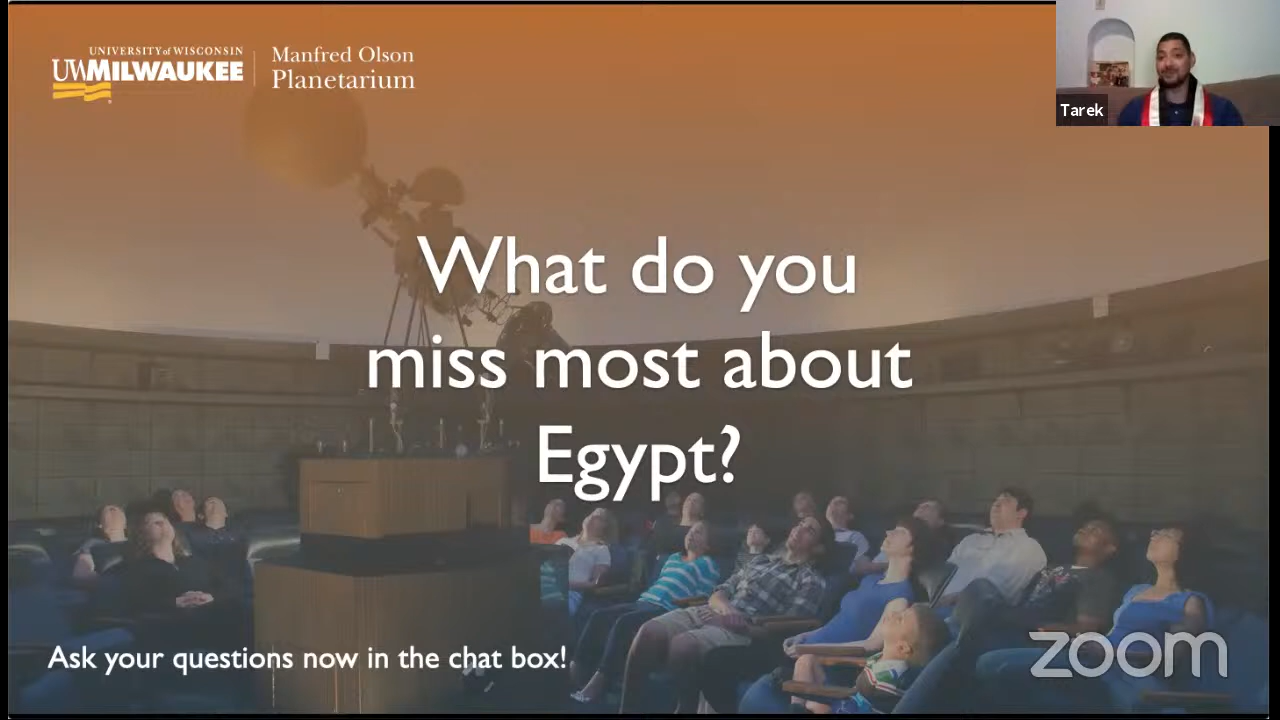 UNIVERSITY of WISCONSIN
UWMILWAUKEE
Manfred Olson
Planetarium
Tarek
What do you
miss most about
Egypt?
Ask your questions now in the chat box!
zoom